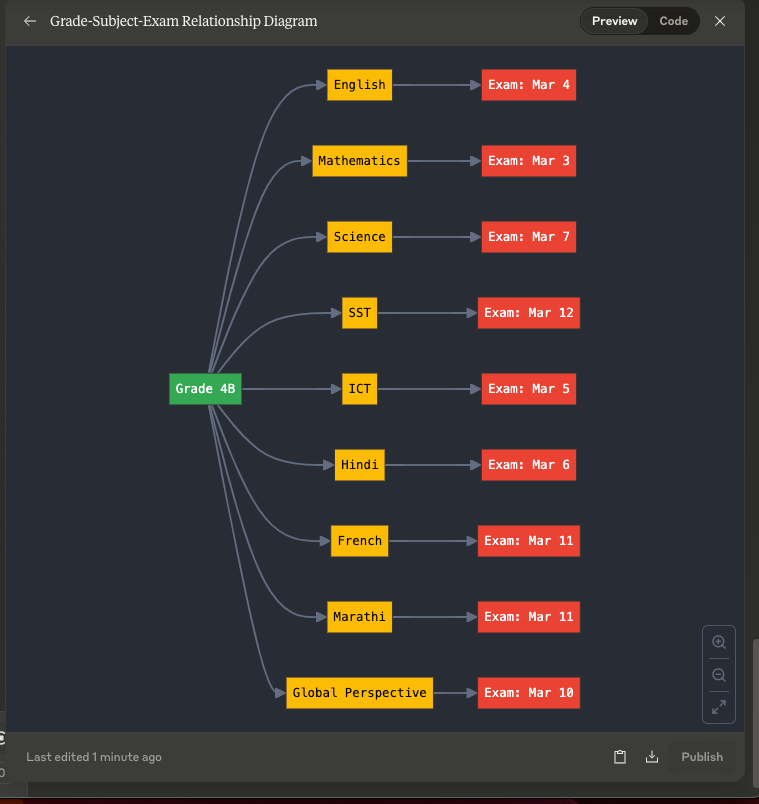 Grade-Subject-Exam Relationship Diagram
Preview
Code
English
Exam: Mar 4
Mathematics
Exam: Mar 3
Science
Exam: Mar 7
SST
Exam: Mar 12
Grade 4B
ICT
Exam: Mar 5
Hindi
Exam: Mar 6
French
Exam: Mar 11
Marathi
Exam: Mar 11
Global Perspective
Exam: Mar 10
Last edited 1 minute ago
Publish